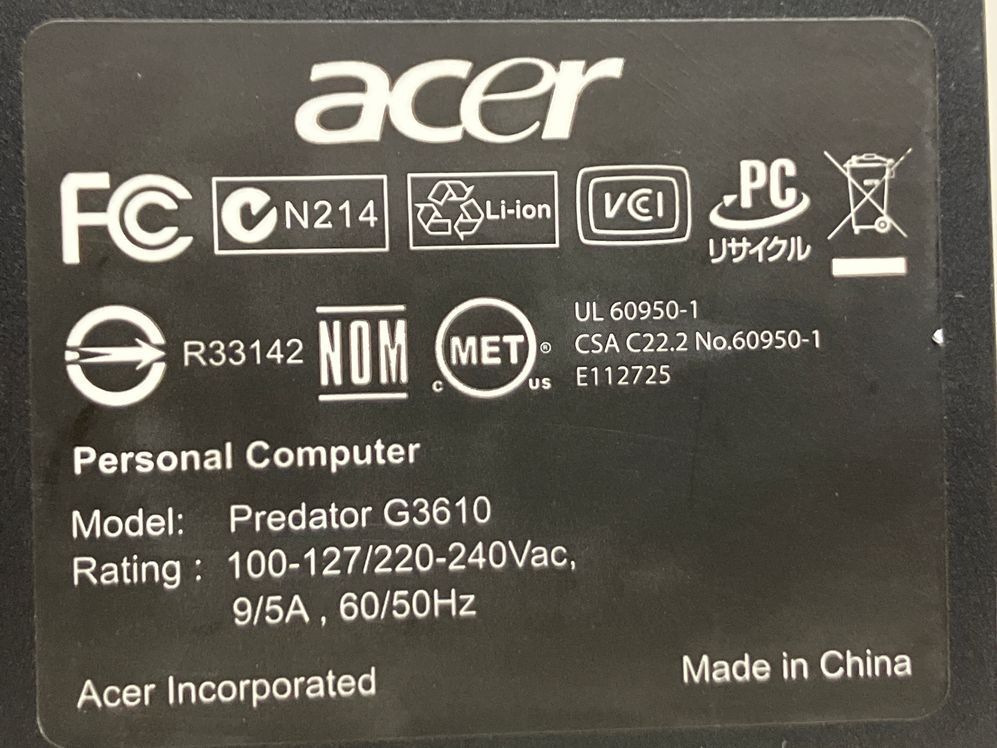 acer
FC N214 Li-ion VCI PC
リサイクル
R33142 NOM c MET® us
UL 60950-1
CSA C22.2 No.60950-1
E112725
Personal Computer
Model: Predator G3610
Rating : 100-127/220-240Vac,
9/5A , 60/50Hz
Acer Incorporated
Made in China